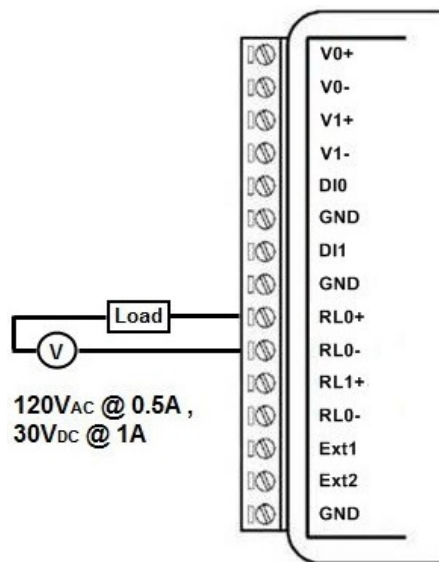 V0+
V0-
V1+
V1-
DI0
GND
DI1
GND
Load
RL0+
V
RL0-
RL1+
RL0-
Ext1
Ext2
GND
120VAC @ 0.5A ,
30VDC @ 1A